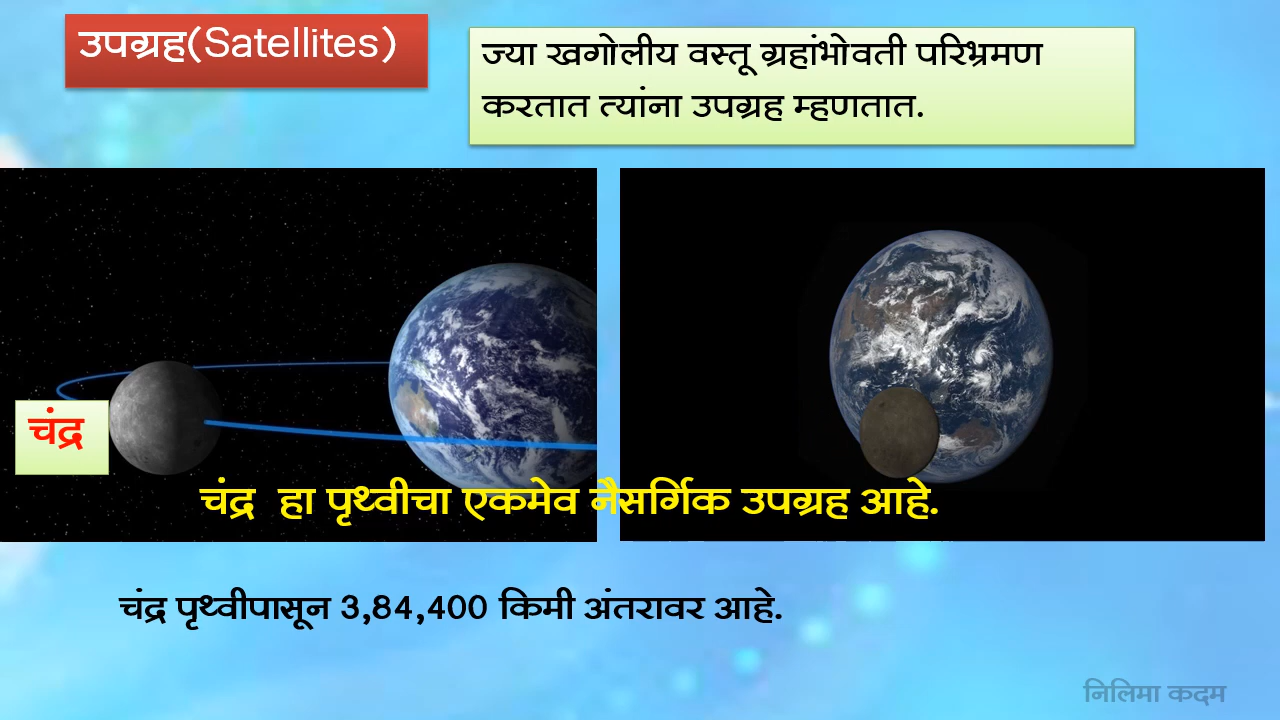 उपग्रह(Satellites)
ज्या खगोलीय वस्तू ग्रहांभोवती परिभ्रमण
करतात त्यांना उपग्रह म्हणतात.
चंद्र
चंद्र हा पृथ्वीचा एकमेव नैसर्गिक उपग्रह आहे.
चंद्र पृथ्वीपासून 3,84,400 किमी अंतरावर आहे.
निलिमा कदम